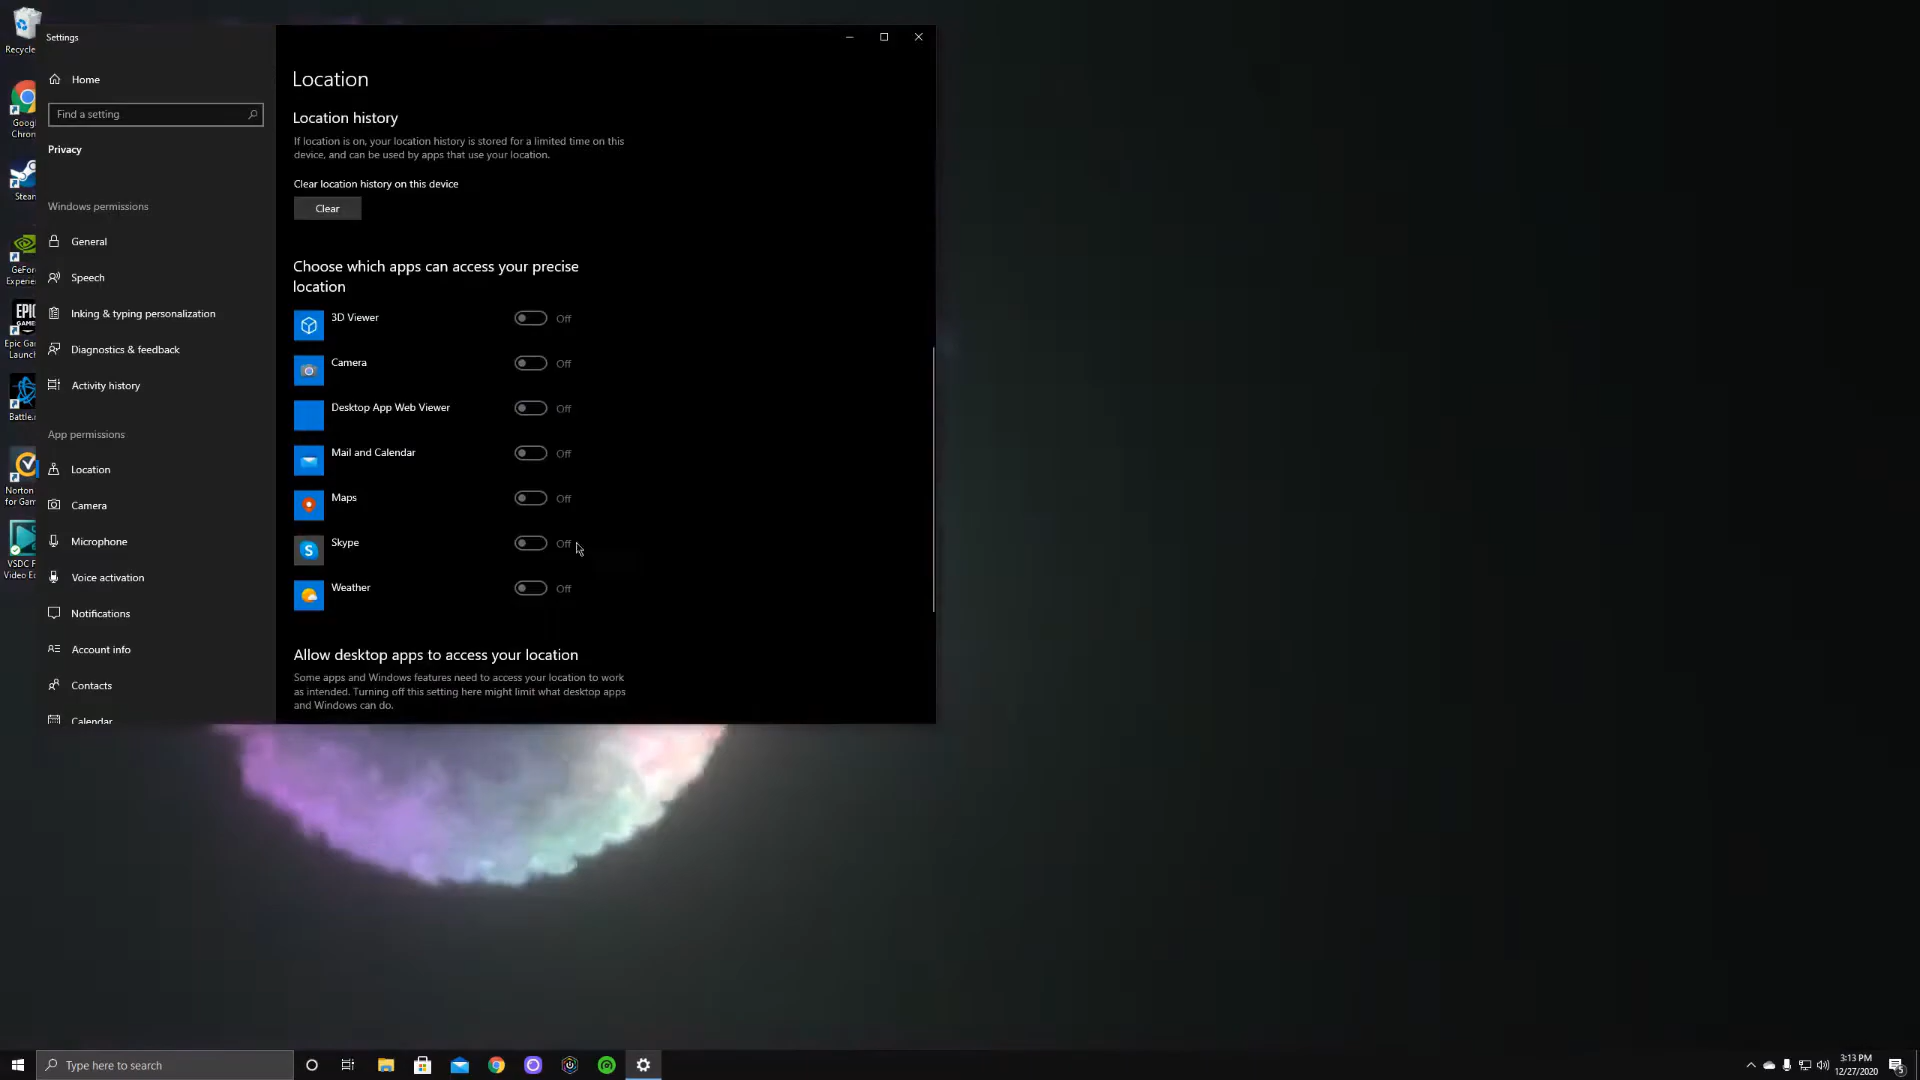 Recycle
Googl
Chrom
Steam
GeFor
Experien
EPIC
GAMES
Epic Gam
Launch
Battle.n
Norton
for Gam
VSDC F
Video Ed
Settings
Home
Find a setting
Privacy
Windows permissions
General
Speech
Inking & typing personalization
Diagnostics & feedback
Activity history
App permissions
Location
Camera
Microphone
Voice activation
Notifications
Account info
Contacts
Calendar
Location
Location history
If location is on, your location history is stored for a limited time on this
device, and can be used by apps that use your location.
Clear location history on this device
Clear
Choose which apps can access your precise
location
3D Viewer Off
Camera Off
Desktop App Web Viewer Off
Mail and Calendar Off
Maps Off
Skype Off
Weather Off
Allow desktop apps to access your location
Some apps and Windows features need to access your location to work
as intended. Turning off this setting here might limit what desktop apps
and Windows can do.
Type here to search
3:13 PM
12/27/2020